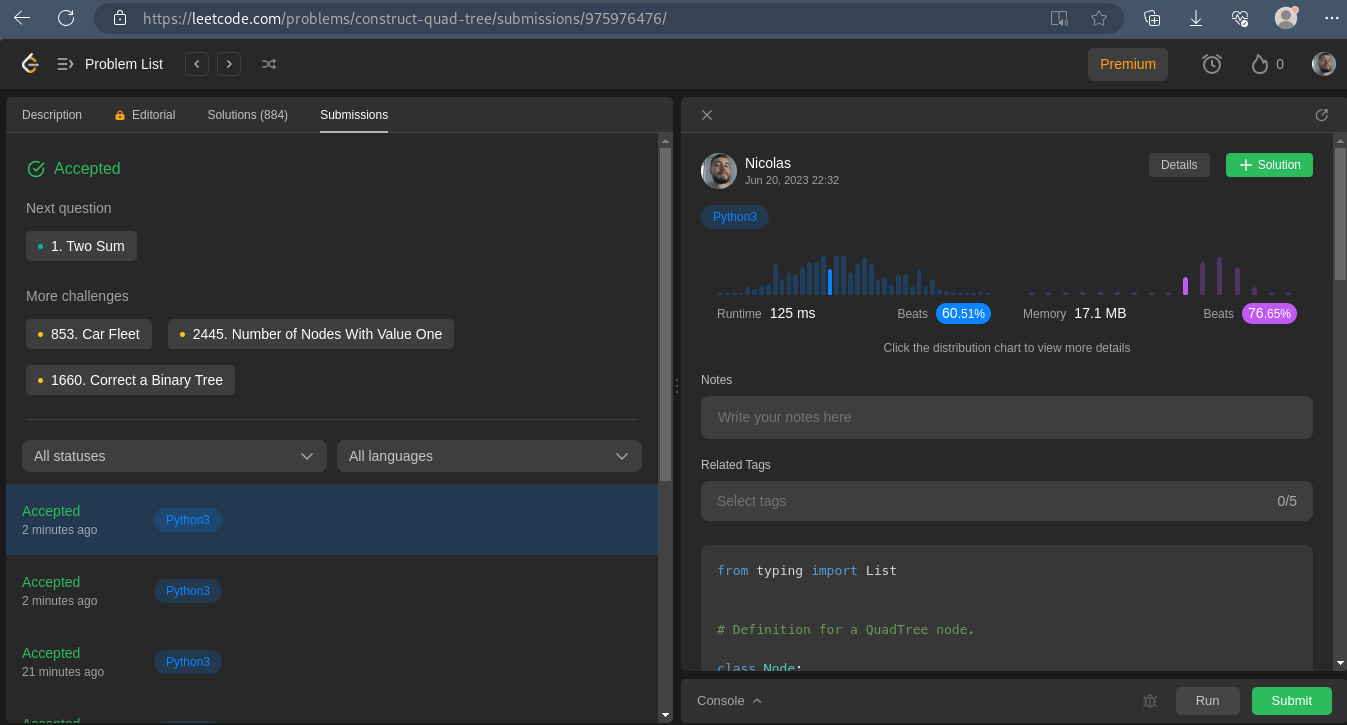 https://leetcode.com/problems/construct-quad-tree/submissions/975976476/
Problem List
Premium
0
Description
Editorial
Solutions (884)
Submissions
Accepted
Next question
1. Two Sum
More challenges
853. Car Fleet
2445. Number of Nodes With Value One
1660. Correct a Binary Tree
All statuses
All languages
Accepted
2 minutes ago
Python3
Accepted
2 minutes ago
Python3
Accepted
21 minutes ago
Python3
Accepted
Nicolas
Jun 20, 2023 22:32
Details
Solution
Python3
Runtime 125 ms
Beats 60.51%
Memory 17.1 MB
Beats 76.65%
Click the distribution chart to view more details
Notes
Write your notes here
Related Tags
Select tags
0/5
from typing import List
# Definition for a QuadTree node.
class Node:
Console
Run
Submit